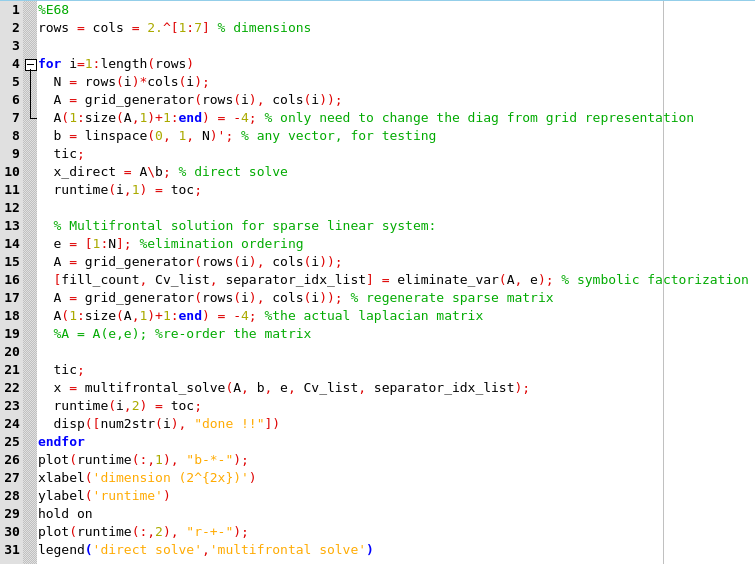 1 %E68
2 rows = cols = 2.^[1:7] % dimensions
3
4 for i=1:length(rows)
5 N = rows(i)*cols(i);
6 A = grid_generator(rows(i), cols(i));
7 A(1:size(A,1)+1:end) = -4; % only need to change the diag from grid representation
8 b = linspace(0, 1, N)'; % any vector, for testing
9 tic;
10 x_direct = A\b; % direct solve
11 runtime(i,1) = toc;
12
13 % Multifrontal solution for sparse linear system:
14 e = [1:N]; %elimination ordering
15 A = grid_generator(rows(i), cols(i));
16 [fill_count, Cv_list, separator_idx_list] = eliminate_var(A, e); % symbolic factorization
17 A = grid_generator(rows(i), cols(i)); % regenerate sparse matrix
18 A(1:size(A,1)+1:end) = -4; %the actual laplacian matrix
19 %A = A(e,e); %re-order the matrix
20
21 tic;
22 x = multifrontal_solve(A, b, e, Cv_list, separator_idx_list);
23 runtime(i,2) = toc;
24 disp([num2str(i), "done !!"])
25 endfor
26 plot(runtime(:,1), "b-*-");
27 xlabel('dimension (2^{2x})')
28 ylabel('runtime')
29 hold on
30 plot(runtime(:,2), "r-+-");
31 legend('direct solve','multifrontal solve')